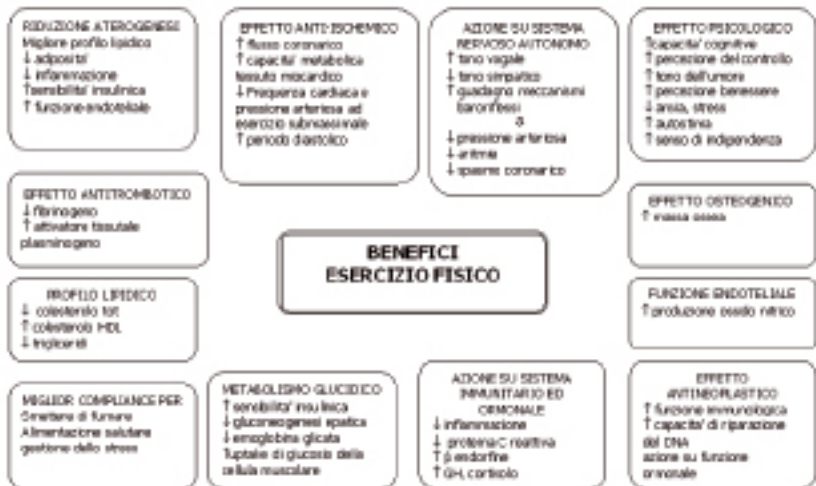 RIDUZIONE ATEROGENESI
Migliore profilo lipidico
↓ adiposita'
↓ infiammazione
↑sensibilita' insulinica
↑ funzione endoteliale
EFFETTO ANTI-ISCHEMICO
↑ flusso coronarico
↑ capacita' metabolica
tessuto miocardico
↓ Frequenza cardiaca e
pressione arteriosa ad
esercizio submassimale
↑ periodo diastolico
AZIONE SU SISTEMA
NERVOSO AUTONOMO
↑ tono vagale
↓ tono simpatico
↑ guadagno meccanismi
baroriflessi
↓ pressione arteriosa
↓ aritmie
↓ spasmo coronarico
EFFETTO PSICOLOGICO
↑capacita' cognitive
↑ percezione del controllo
↑ tono dell'umore
↑ percezione benessere
↓ ansia, stress
↑ autostima
↑ senso di indipendenza
EFFETTO ANTITROMBOTICO
↓ fibrinogeno
↑ attivatore tissutale
plasminogeno
BENEFICI
ESERCIZIO FISICO
EFFETTO OSTEOGENICO
↑ massa ossea
PROFILO LIPIDICO
↓ colesterolo tot
↑ colesterolo HDL
↓ trigliceridi
FUNZIONE ENDOTELIALE
↑ produzione ossido nitrico
MIGLIOR COMPLIANCE PER
Smettere di fumare
Alimentazione salutare
gestione dello stress
METABOLISMO GLUCIDICO
↑ sensibilita' insulinica
↓ gluconeogenesi epatica
↓ emoglobina glicata
↑uptake di glucosio della
cellula muscolare
AZIONE SU SISTEMA
IMMUNITARIO ED
ORMONALE
↓ infiammazione
↓ proteina C reattiva
↑ β endorfine
↑ GH, cortisolo
EFFETTO
ANTINEOPLASTICO
↑ funzione immunologica
↑ capacita' di riparazione
del DNA
azione su funzione
ormonale